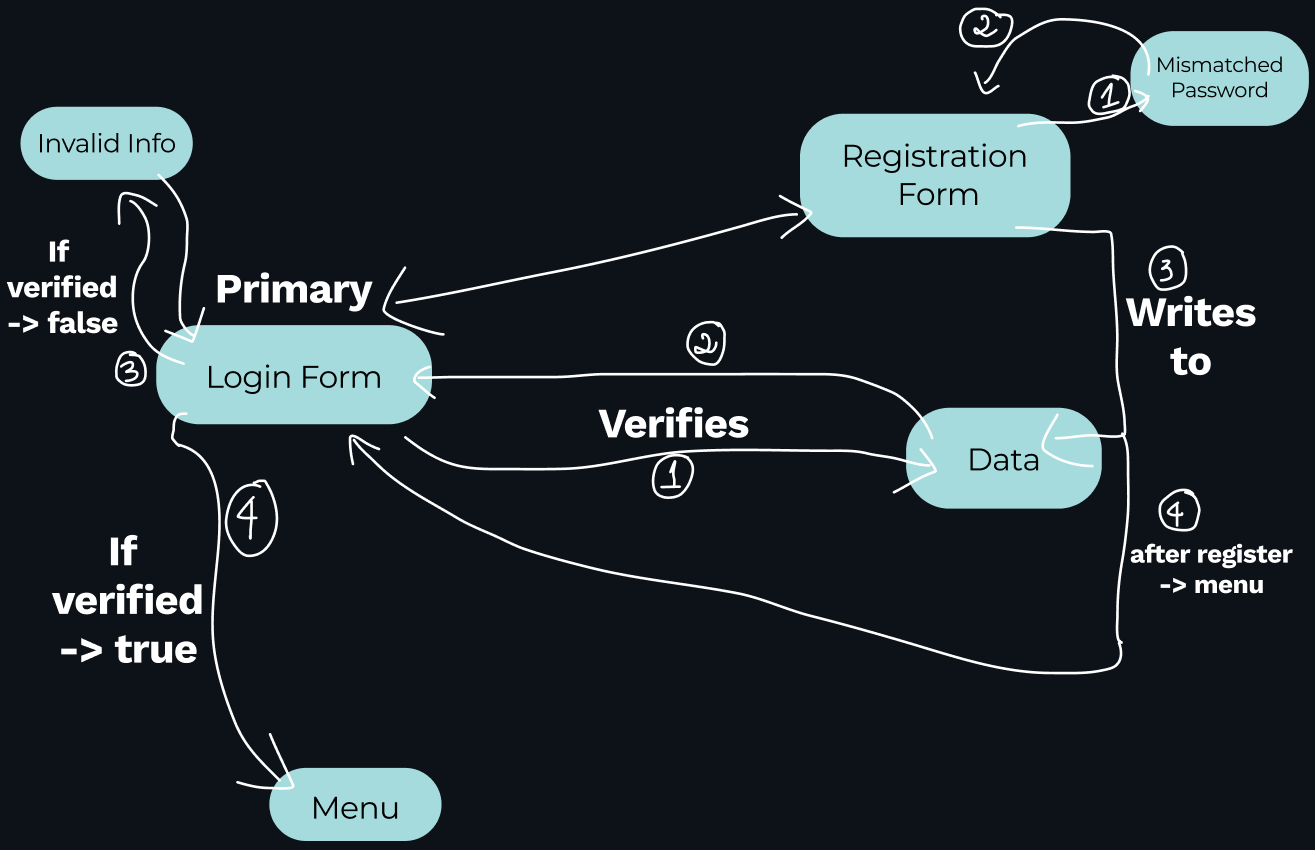 ②
Mismatched
Password
①
Invalid Info
Registration
Form
If
verified
-> false
③
Primary
③
Writes
to
Login Form
②
Verifies
①
Data
④
④
after register
-> menu
If
verified
-> true
Menu